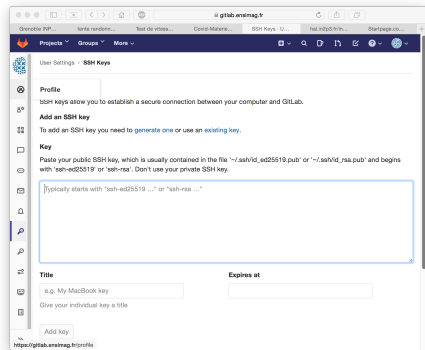 gitlab.ensimag.fr
Grenoble INP…
tente randonn…
Test de vitess…
Covid-Materia…
SSH Keys - U…
hal.in2p3.fr/in…
Startpage.co…
Projects Groups More
User Settings > SSH Keys
Profile
SSH keys allow you to establish a secure connection between your computer and GitLab.
Add an SSH key
To add an SSH key you need to generate one or use an existing key.
Key
Paste your public SSH key, which is usually contained in the file '~/.ssh/id_ed25519.pub' or '~/.ssh/id_rsa.pub' and begins
with 'ssh-ed25519' or 'ssh-rsa'. Don't use your private SSH key.
Typically starts with "ssh-ed25519 …" or "ssh-rsa …"
Title Expires at
e.g. My MacBook key
Give your individual key a title
Add key
https://gitlab.ensimag.fr/profile